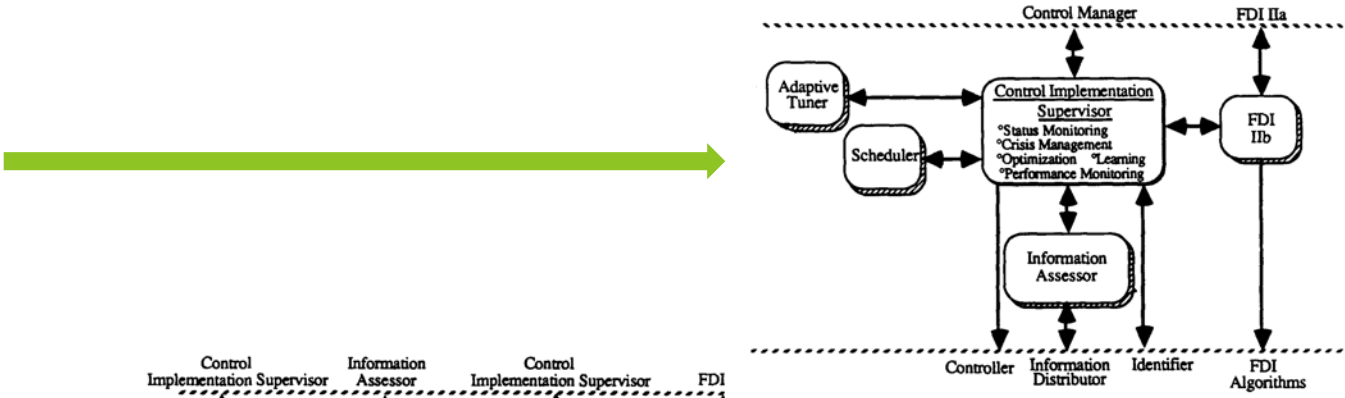 Control Manager
FDI IIa
Adaptive
Tuner
Control Implementation
Supervisor
°Status Monitoring
°Crisis Management
°Optimization °Learning
°Performance Monitoring
FDI
IIb
Scheduler
Information
Assessor
Controller
Information
Distributor
Identifier
FDI
Algorithms
Control
Implementation Supervisor
Information
Assessor
Control
Implementation Supervisor
FDI